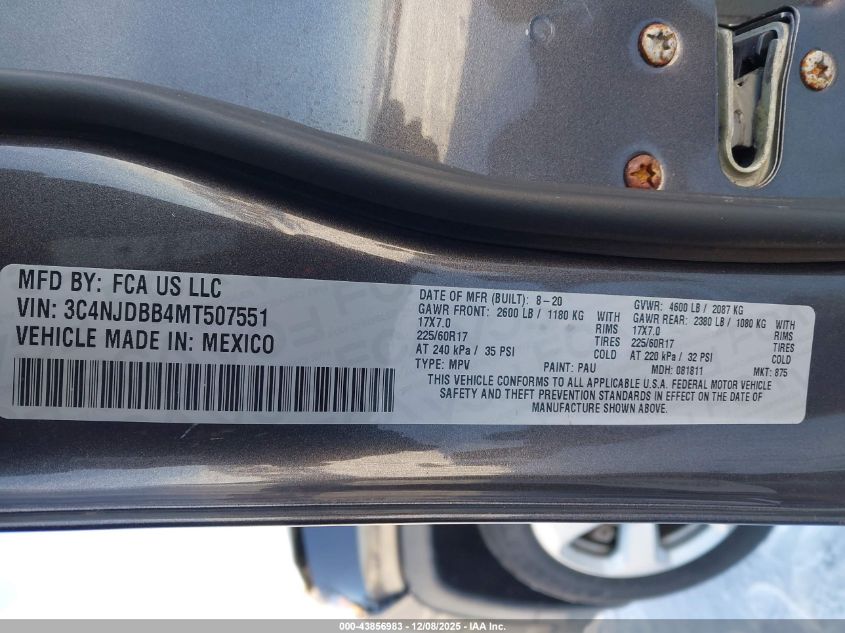 MFD BY: FCA US LLC
VIN: 3C4NJDBB4MT507551
VEHICLE MADE IN: MEXICO
DATE OF MFR (BUILT): 8-20 GVWR: 4600 LB / 2087 KG
GAWR FRONT: 2600 LB / 1180 KG WITH GAWR REAR: 2380 LB / 1080 KG WITH
17X7.0 RIMS 17X7.0 RIMS
225/60R17 TIRES 225/60R17 TIRES
AT 240 kPa / 35 PSI COLD AT 220 kPa / 32 PSI COLD
TYPE: MPV PAINT: PAU MDH: 081811 MKT: 875
THIS VEHICLE CONFORMS TO ALL APPLICABLE U.S.A. FEDERAL MOTOR VEHICLE
SAFETY AND THEFT PREVENTION STANDARDS IN EFFECT ON THE DATE OF
MANUFACTURE SHOWN ABOVE.
000-43856983 - 12/08/2025 - IAA Inc.